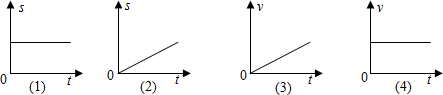 s s v v
0 t 0 t 0 t 0 t
(1) (2) (3) (4)